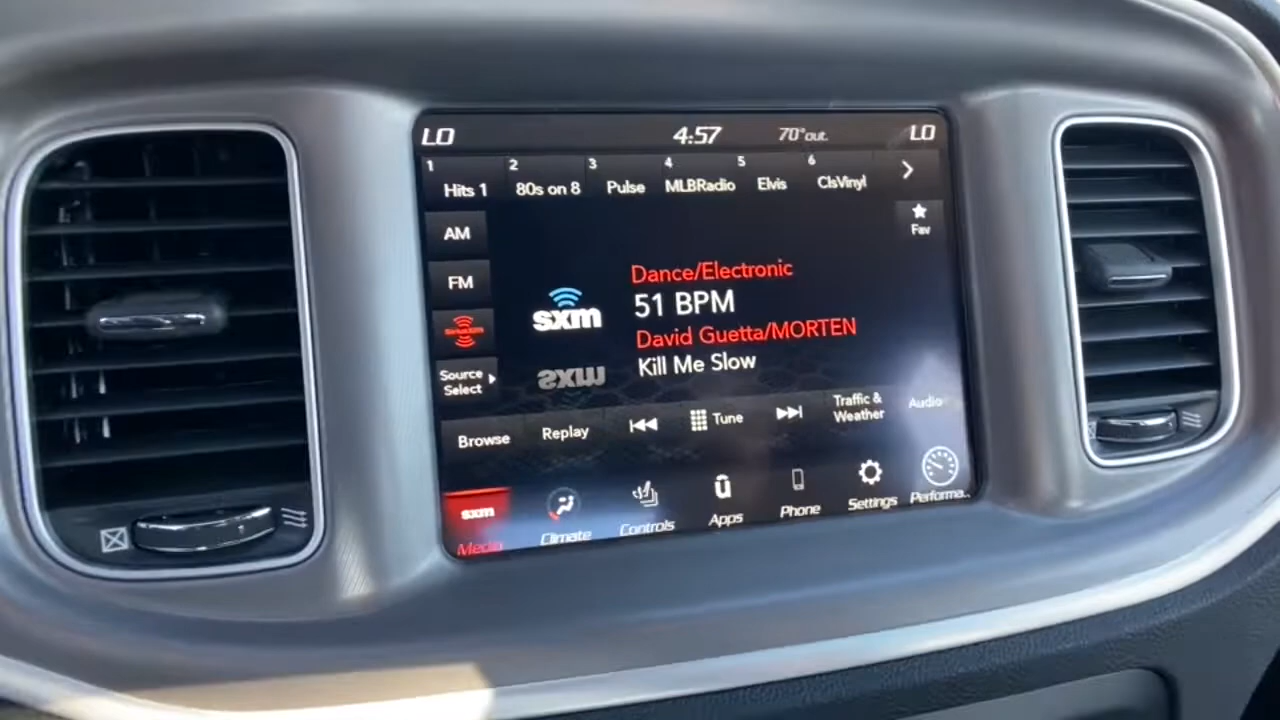 LO 4:57 70°out. LO
1 2 3 4 5 6
Hits 1 80s on 8 Pulse MLBRadio Elvis ClsVinyl
AM
Fav
FM
Dance/Electronic
51 BPM
sxm
David Guetta/MORTEN
SiriusXM
Kill Me Slow
Source
Select
Browse Replay Tune Traffic &
Weather
Audio
sxm
Media Climate Controls Apps Phone Settings Performa..